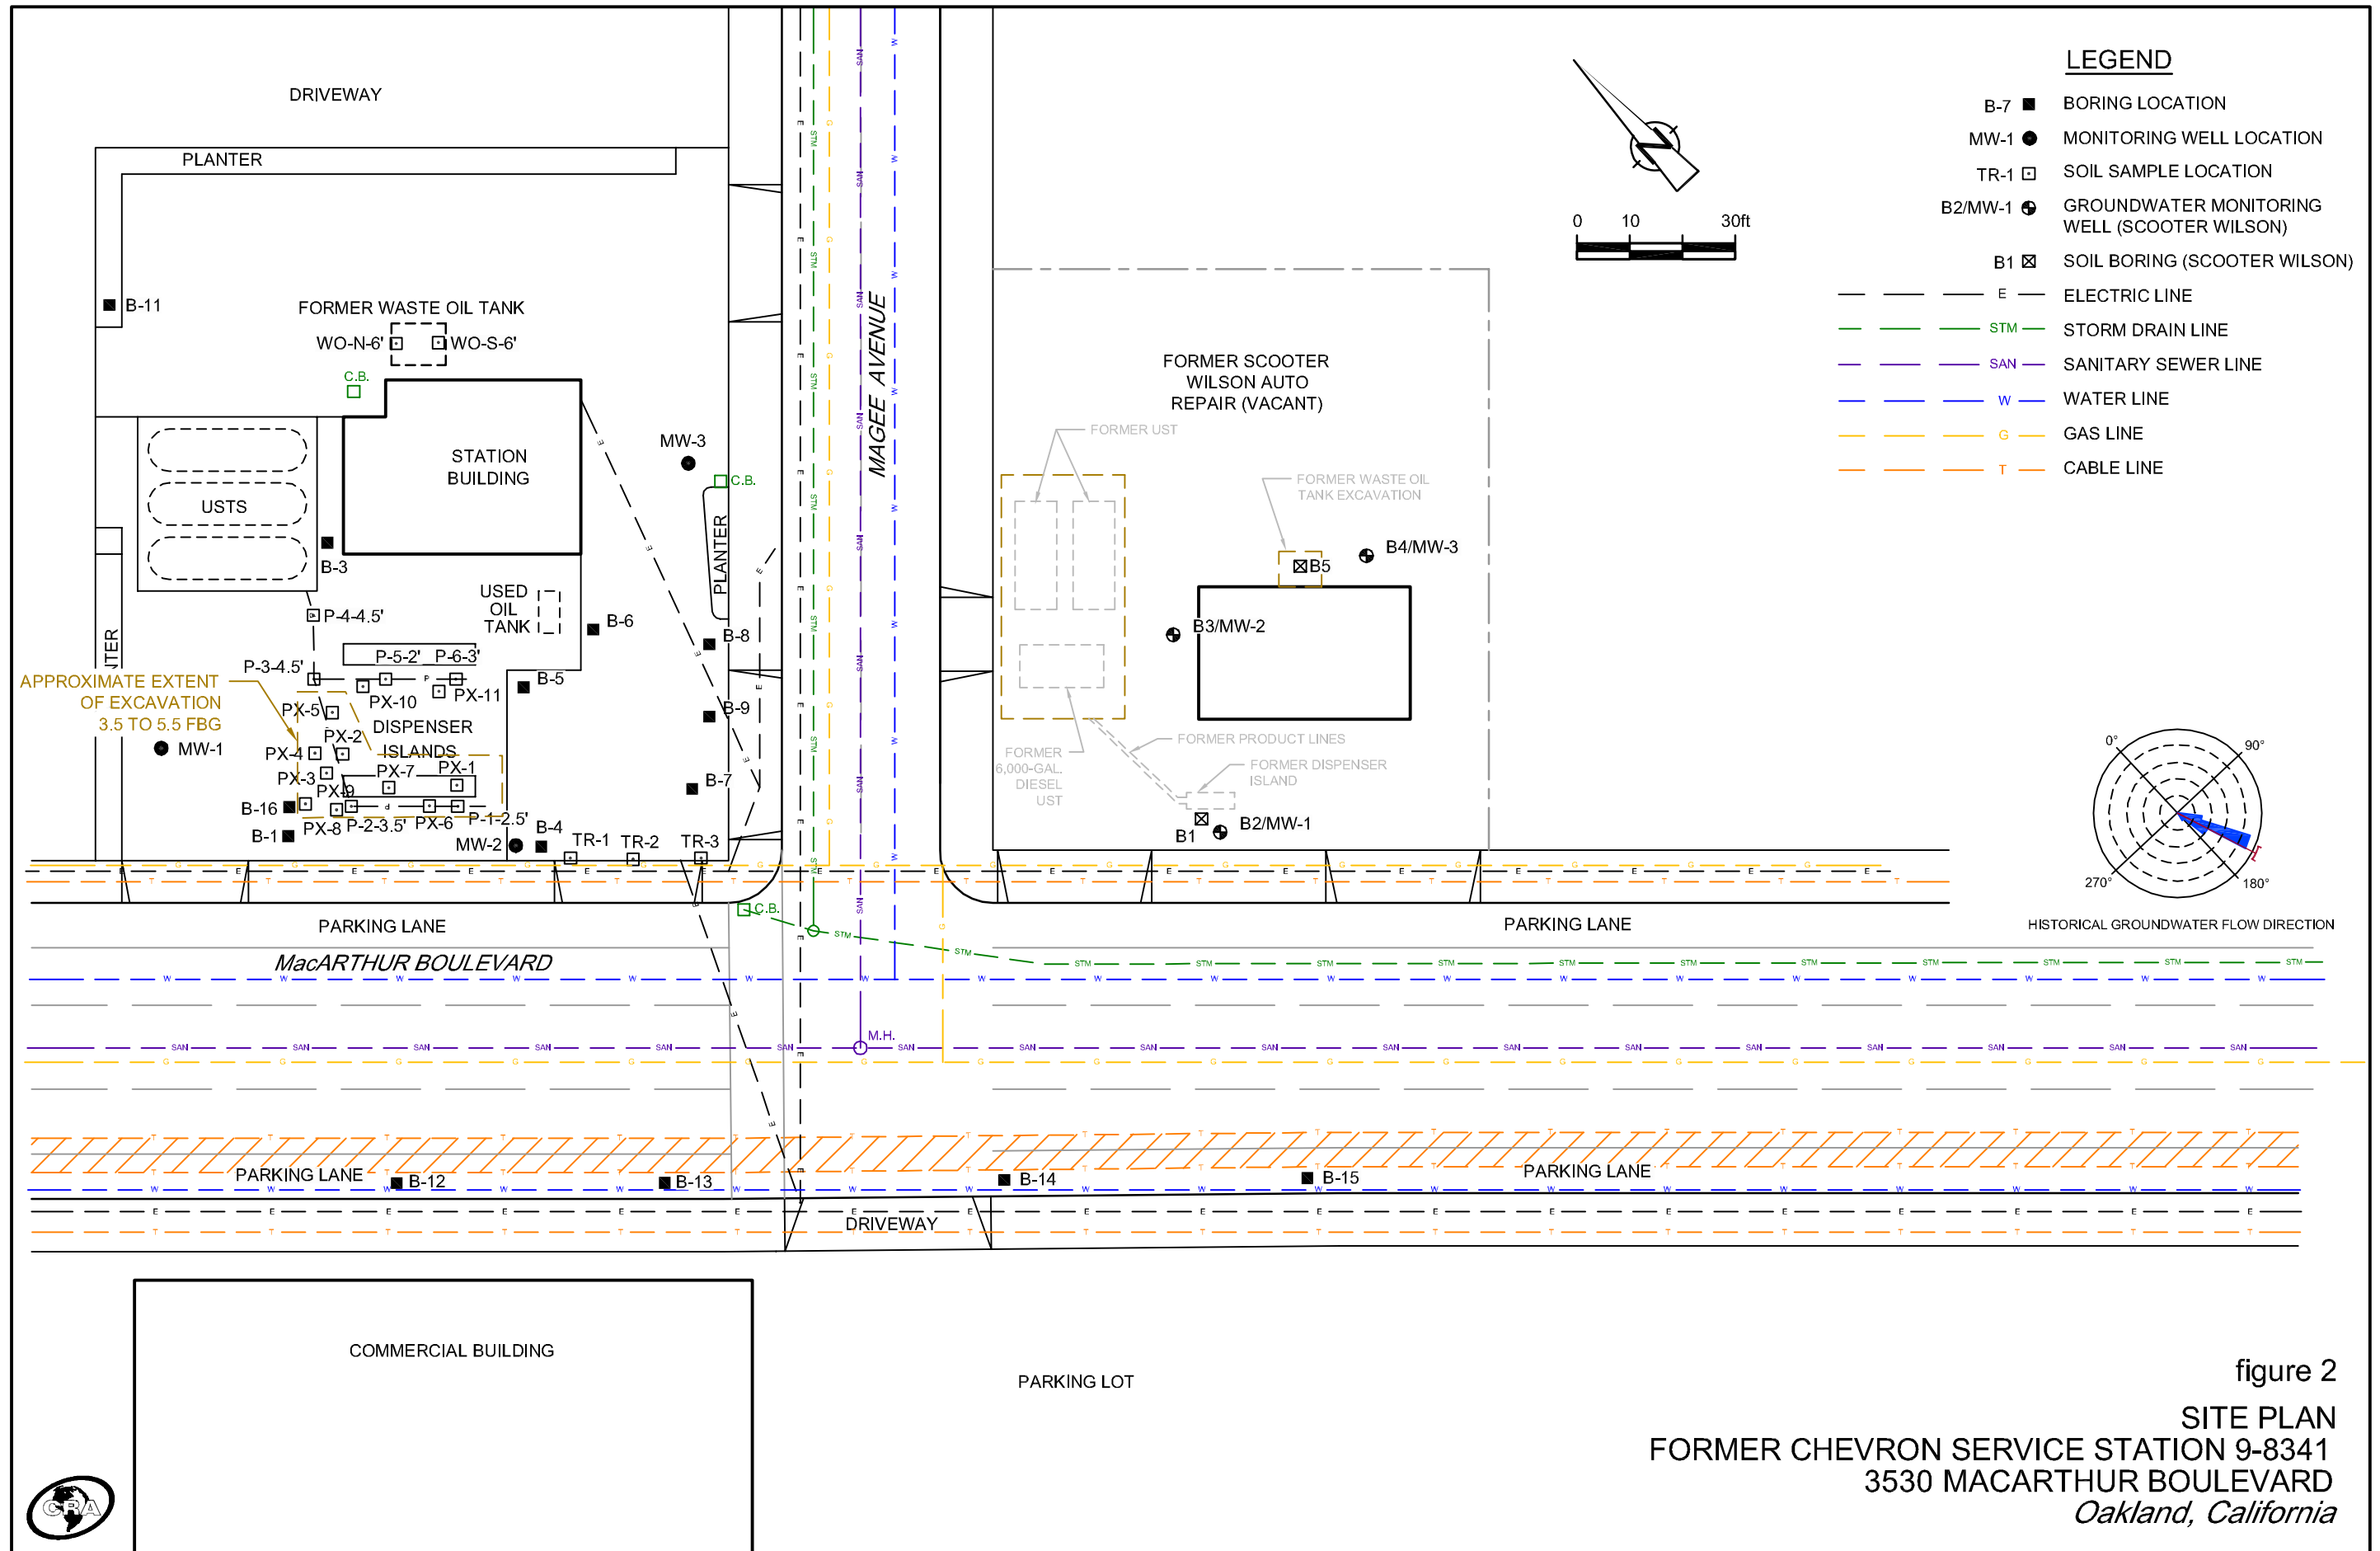 DRIVEWAY
PLANTER
B-11
FORMER WASTE OIL TANK
WO-N-6'
WO-S-6'
C.B.
STATION
BUILDING
USTS
B-3
MW-3
C.B.
PLANTER
USED
OIL
TANK
B-6
B-8
P-4-4.5'
P-3-4.5'
P-5-2'
P-6-3'
PX-10
PX-11
B-5
B-9
NTER
APPROXIMATE EXTENT
OF EXCAVATION
3.5 TO 5.5 FBG
PX-5
DISPENSER
ISLANDS
PX-2
PX-4
MW-1
PX-3
PX-7
PX-1
PX-9
B-7
B-16
B-1
PX-8
P-2-3.5'
PX-6
P-1-2.5'
MW-2
B-4
TR-1
TR-2
TR-3
MAGEE AVENUE
FORMER SCOOTER
WILSON AUTO
REPAIR (VACANT)
FORMER UST
FORMER WASTE OIL
TANK EXCAVATION
B5
B4/MW-3
B3/MW-2
FORMER PRODUCT LINES
FORMER
6,000-GAL.
DIESEL
UST
FORMER DISPENSER
ISLAND
B1
B2/MW-1
N
0 10 30ft
LEGEND
B-7 BORING LOCATION
MW-1 MONITORING WELL LOCATION
TR-1 SOIL SAMPLE LOCATION
B2/MW-1 GROUNDWATER MONITORING
WELL (SCOOTER WILSON)
B1 SOIL BORING (SCOOTER WILSON)
E ELECTRIC LINE
STM STORM DRAIN LINE
SAN SANITARY SEWER LINE
W WATER LINE
G GAS LINE
T CABLE LINE
0°
90°
270°
180°
HISTORICAL GROUNDWATER FLOW DIRECTION
C.B.
PARKING LANE
PARKING LANE
MacARTHUR BOULEVARD
M.H.
PARKING LANE
B-12
B-13
B-14
B-15
PARKING LANE
DRIVEWAY
COMMERCIAL BUILDING
PARKING LOT
figure 2
SITE PLAN
FORMER CHEVRON SERVICE STATION 9-8341
3530 MACARTHUR BOULEVARD
Oakland, California
CRA